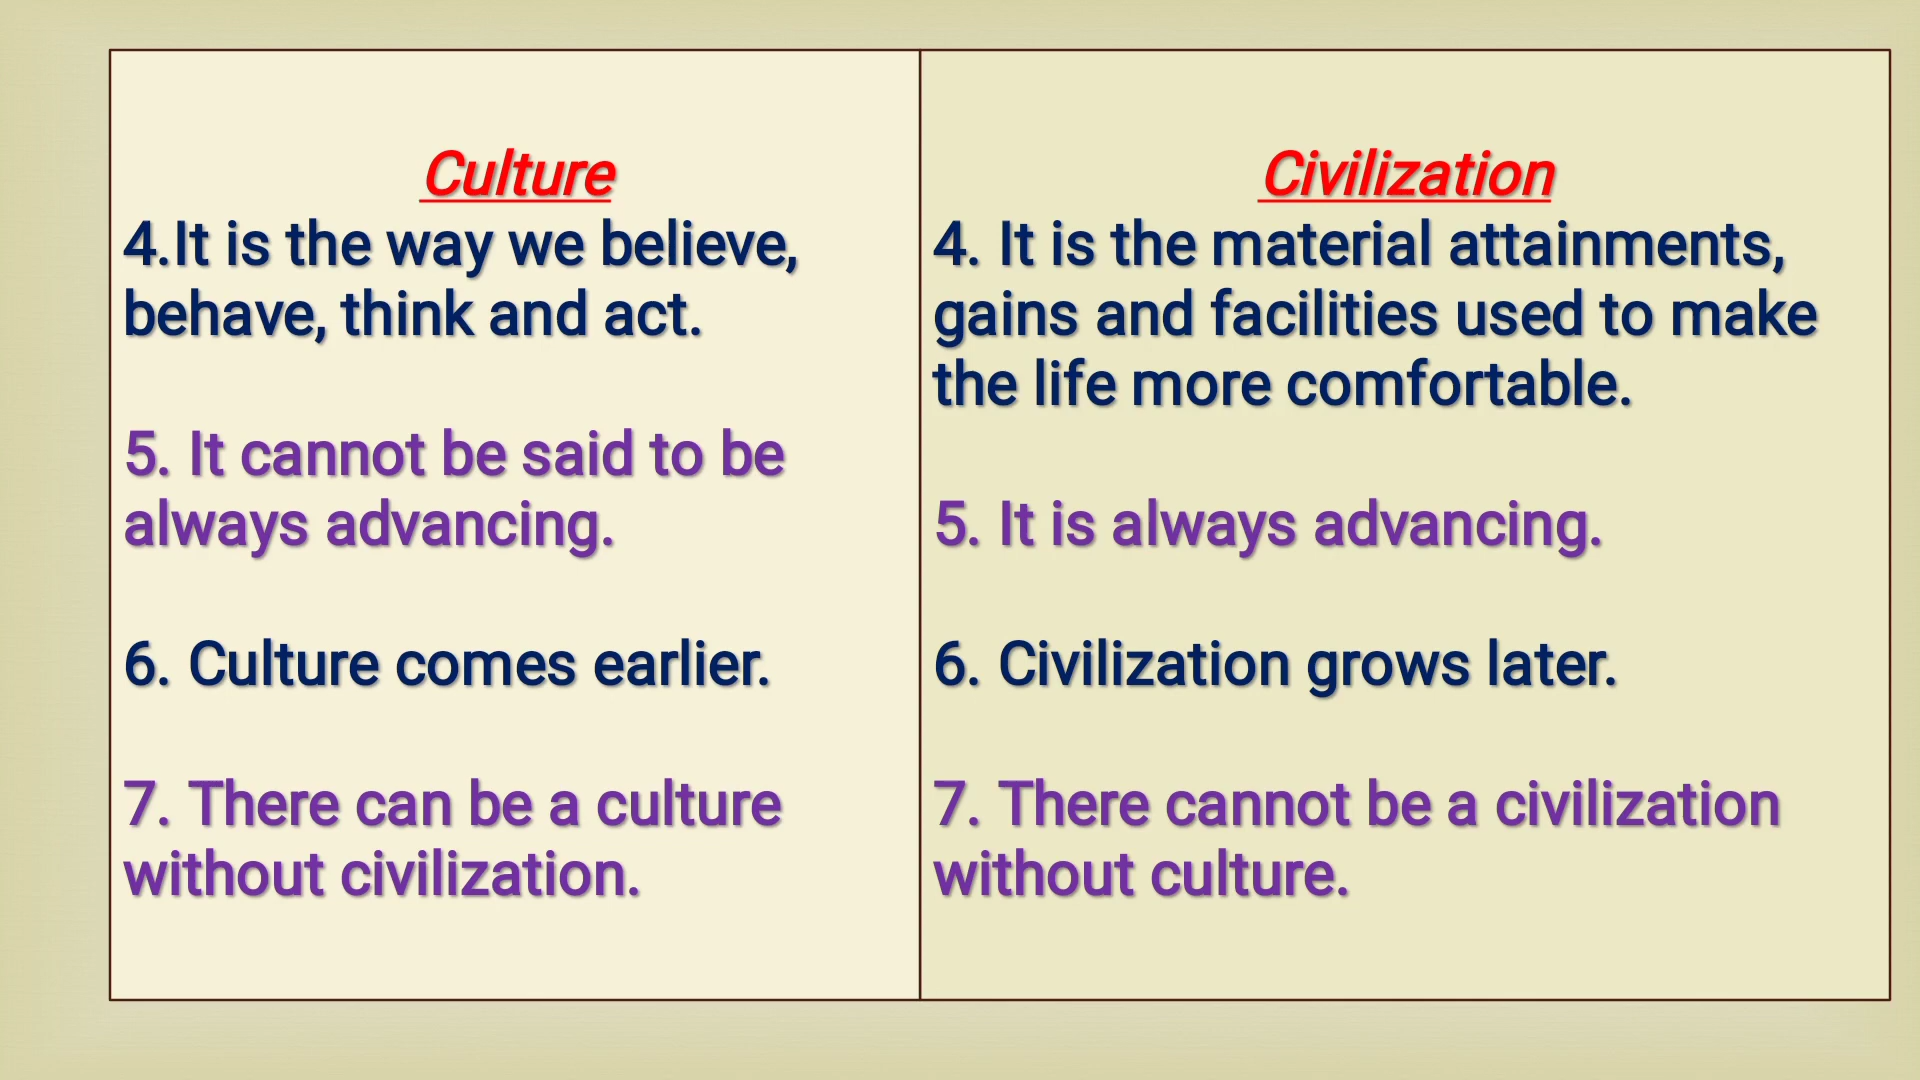 Culture
4.It is the way we believe,
behave, think and act.
5. It cannot be said to be
always advancing.
6. Culture comes earlier.
7. There can be a culture
without civilization.
Civilization
4. It is the material attainments,
gains and facilities used to make
the life more comfortable.
5. It is always advancing.
6. Civilization grows later.
7. There cannot be a civilization
without culture.